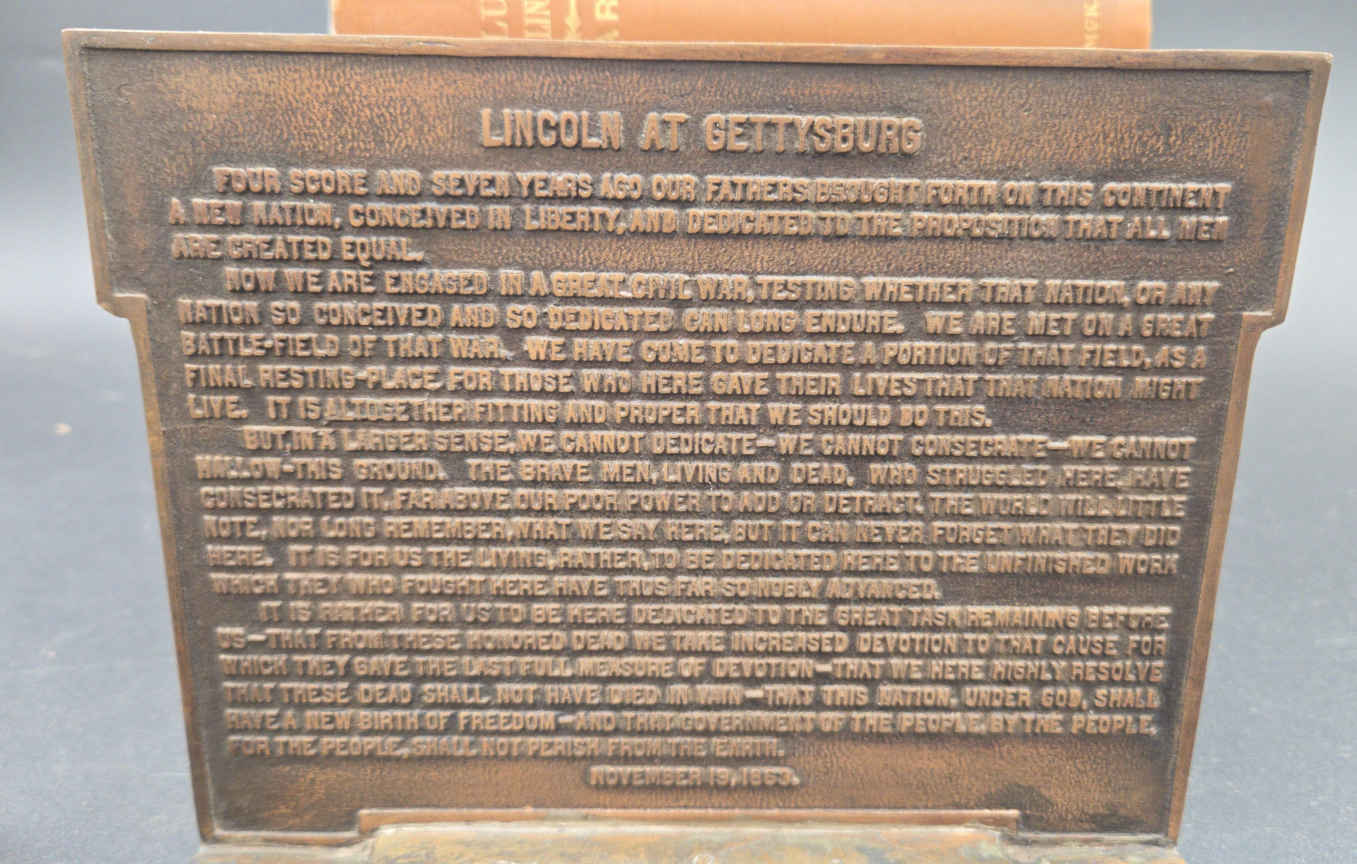 LINCOLN AT GETTYSBURG
FOUR SCORE AND SEVEN YEARS AGO OUR FATHERS BROUGHT FORTH ON THIS CONTINENT
A NEW NATION, CONCEIVED IN LIBERTY, AND DEDICATED TO THE PROPOSITION THAT ALL MEN
ARE CREATED EQUAL.
NOW WE ARE ENGAGED IN A GREAT CIVIL WAR, TESTING WHETHER THAT NATION, OR ANY
NATION SO CONCEIVED AND SO DEDICATED CAN LONG ENDURE. WE ARE MET ON A GREAT
BATTLE-FIELD OF THAT WAR. WE HAVE COME TO DEDICATE A PORTION OF THAT FIELD, AS A
FINAL RESTING-PLACE FOR THOSE WHO HERE GAVE THEIR LIVES THAT THAT NATION MIGHT
LIVE. IT IS ALTOGETHER FITTING AND PROPER THAT WE SHOULD DO THIS.
BUT, IN A LARGER SENSE, WE CANNOT DEDICATE—WE CANNOT CONSECRATE—WE CANNOT
HALLOW-THIS GROUND. THE BRAVE MEN, LIVING AND DEAD, WHO STRUGGLED HERE, HAVE
CONSECRATED IT, FAR ABOVE OUR POOR POWER TO ADD OR DETRACT. THE WORLD WILL LITTLE
NOTE, NOR LONG REMEMBER, WHAT WE SAY HERE, BUT IT CAN NEVER FORGET WHAT THEY DID
HERE. IT IS FOR US THE LIVING, RATHER, TO BE DEDICATED HERE TO THE UNFINISHED WORK
WHICH THEY WHO FOUGHT HERE HAVE THUS FAR SO NOBLY ADVANCED.
IT IS RATHER FOR US TO BE HERE DEDICATED TO THE GREAT TASK REMAINING BEFORE
US—THAT FROM THESE HONORED DEAD WE TAKE INCREASED DEVOTION TO THAT CAUSE FOR
WHICH THEY GAVE THE LAST FULL MEASURE OF DEVOTION—THAT WE HERE HIGHLY RESOLVE
THAT THESE DEAD SHALL NOT HAVE DIED IN VAIN—THAT THIS NATION, UNDER GOD, SHALL
HAVE A NEW BIRTH OF FREEDOM—AND THAT GOVERNMENT OF THE PEOPLE, BY THE PEOPLE,
FOR THE PEOPLE, SHALL NOT PERISH FROM THE EARTH.
NOVEMBER 19, 1863.